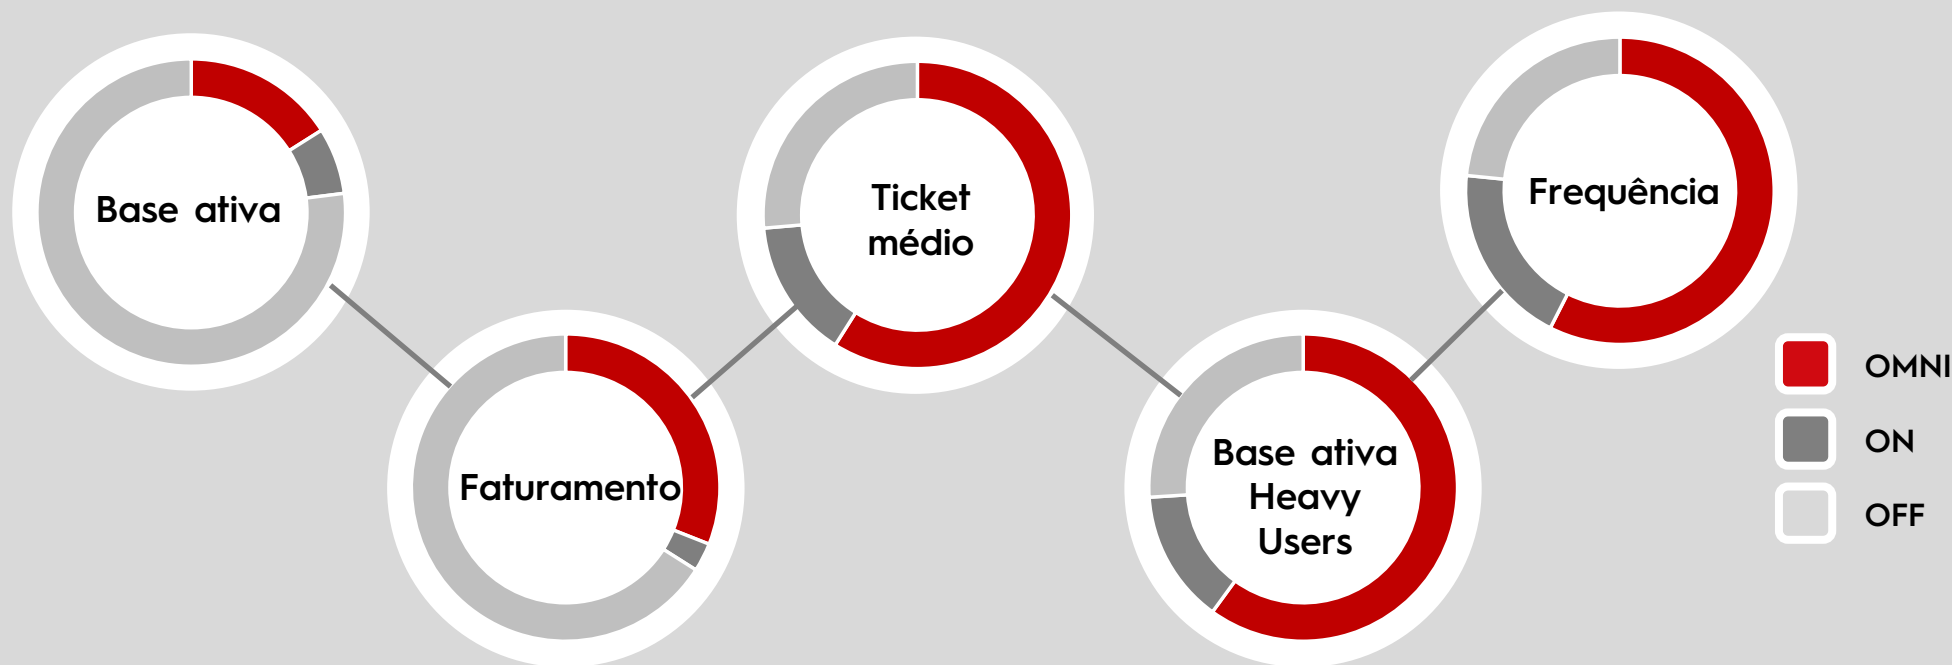 Base ativa
Faturamento
Ticket
médio
Base ativa
Heavy
Users
Frequência
OMNI
ON
OFF